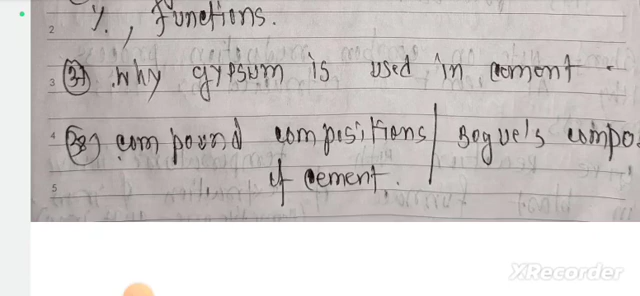 %, functions.
37 Why gypsum is used in cement.
38 compound compositions / Bogue's compo
of cement.
XRecorder